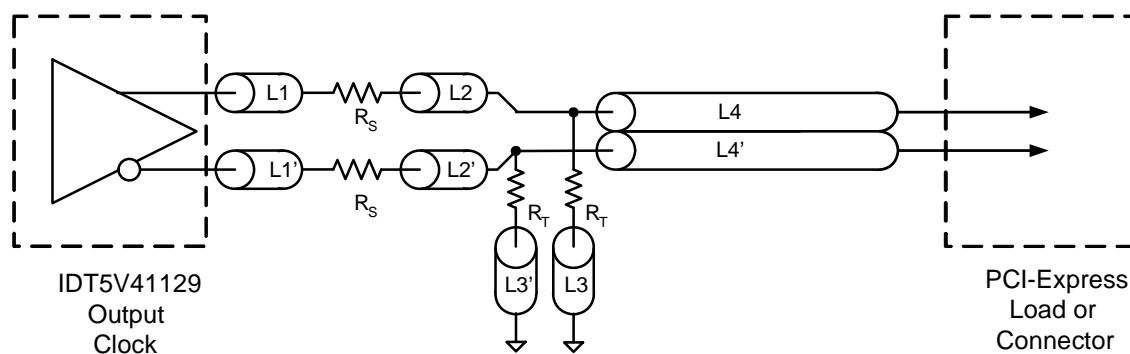 L1
R_S
L2
L4
L4’
L1’
R_S
L2’
R_T
R_T
L3’
L3
IDT5V41129
Output
Clock
PCI-Express
Load or
Connector